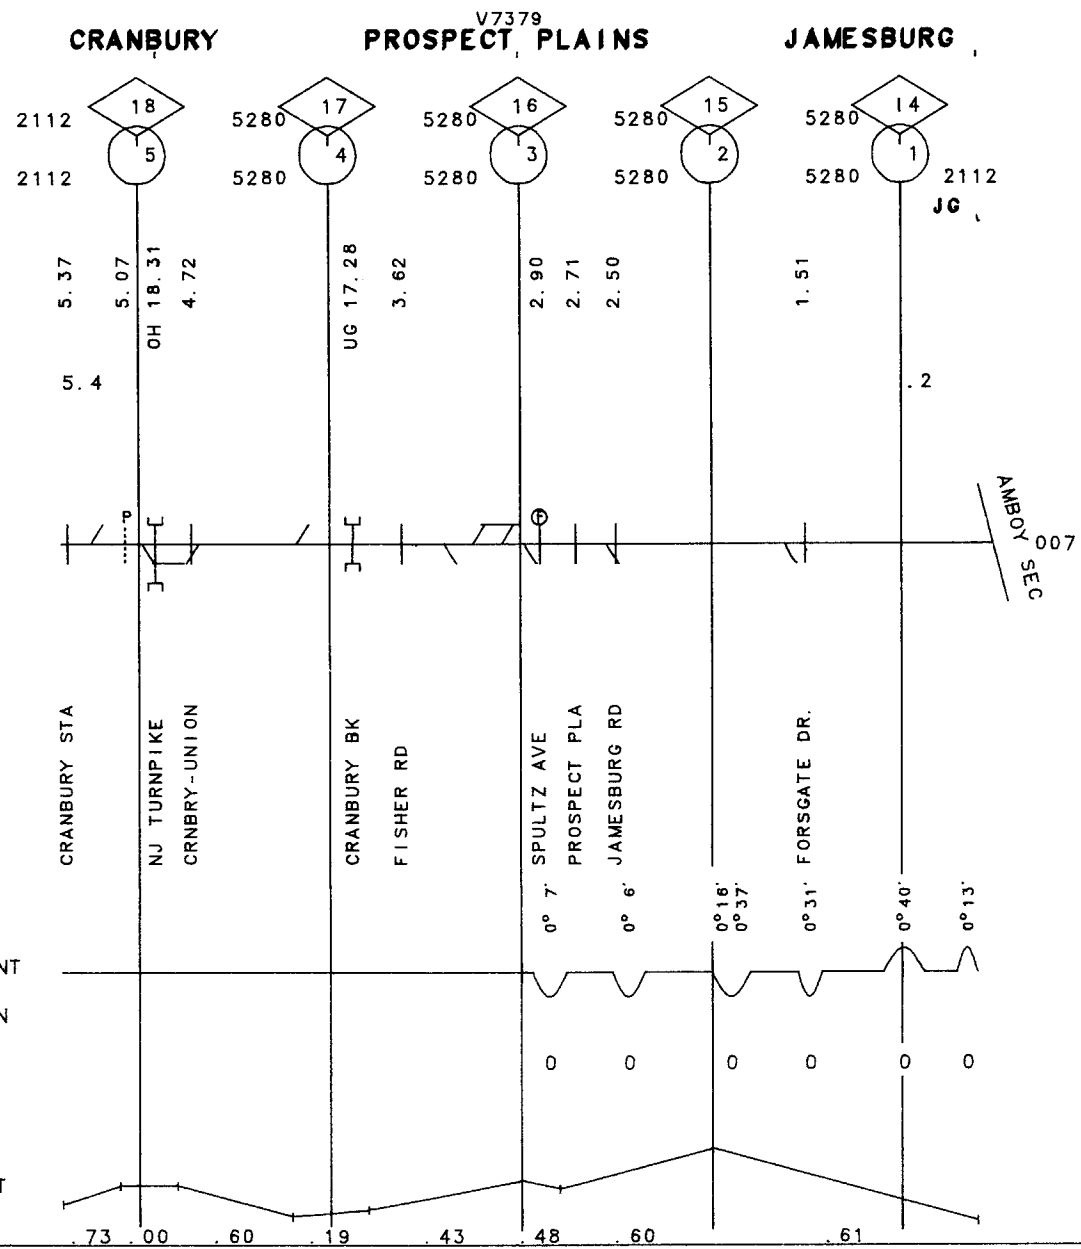 V7379
CRANBURY PROSPECT PLAINS JAMESBURG
18 17 16 15 14
2112 5280 5280 5280 5280
5 4 3 2 1
2112 5280 5280 5280 5280 2112
JG
5.37 5.07 OH 18.31 4.72 UG 17.28 3.62 2.90 2.71 2.50 1.51
5.4 .2
P F
AMBOY SEC
007
CRANBURY STA
NJ TURNPIKE
CRNBRY-UNION
CRANBURY BK
FISHER RD
SPULTZ AVE
PROSPECT PLA
JAMESBURG RD
FORSGATE DR.
0° 7' 0° 6' 0°16' 0°37' 0°31' 0°40' 0°13'
NT
N
0 0 0 0 0 0
T
.73 .00 .60 .19 .43 .48 .60 .61